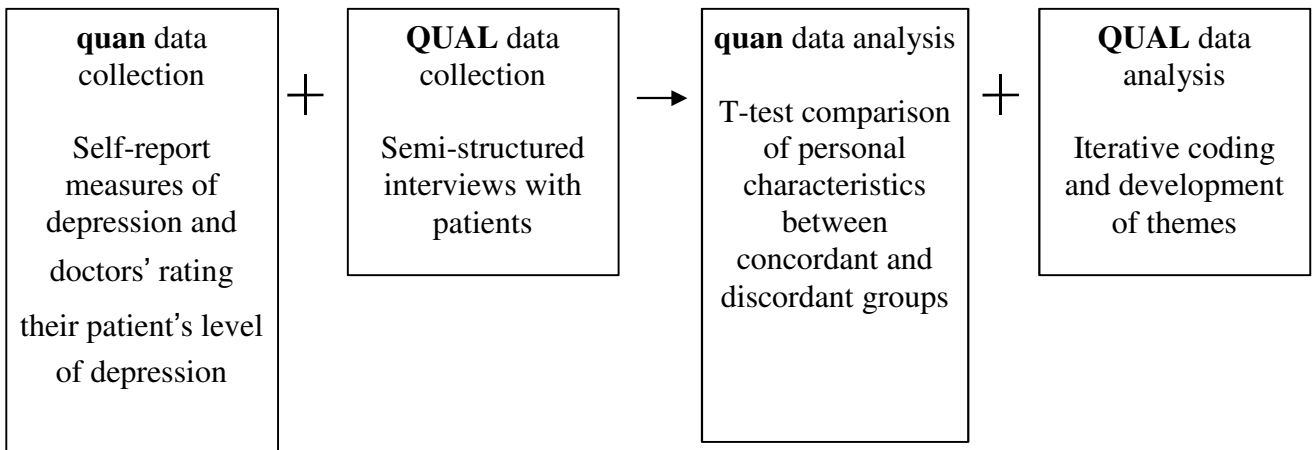 quan data
collection
Self-report
measures of
depression and
doctors’ rating
their patient’s level
of depression
+
QUAL data
collection
Semi-structured
interviews with
patients
quan data analysis
T-test comparison
of personal
characteristics
between
concordant and
discordant groups
+
QUAL data
analysis
Iterative coding
and development
of themes